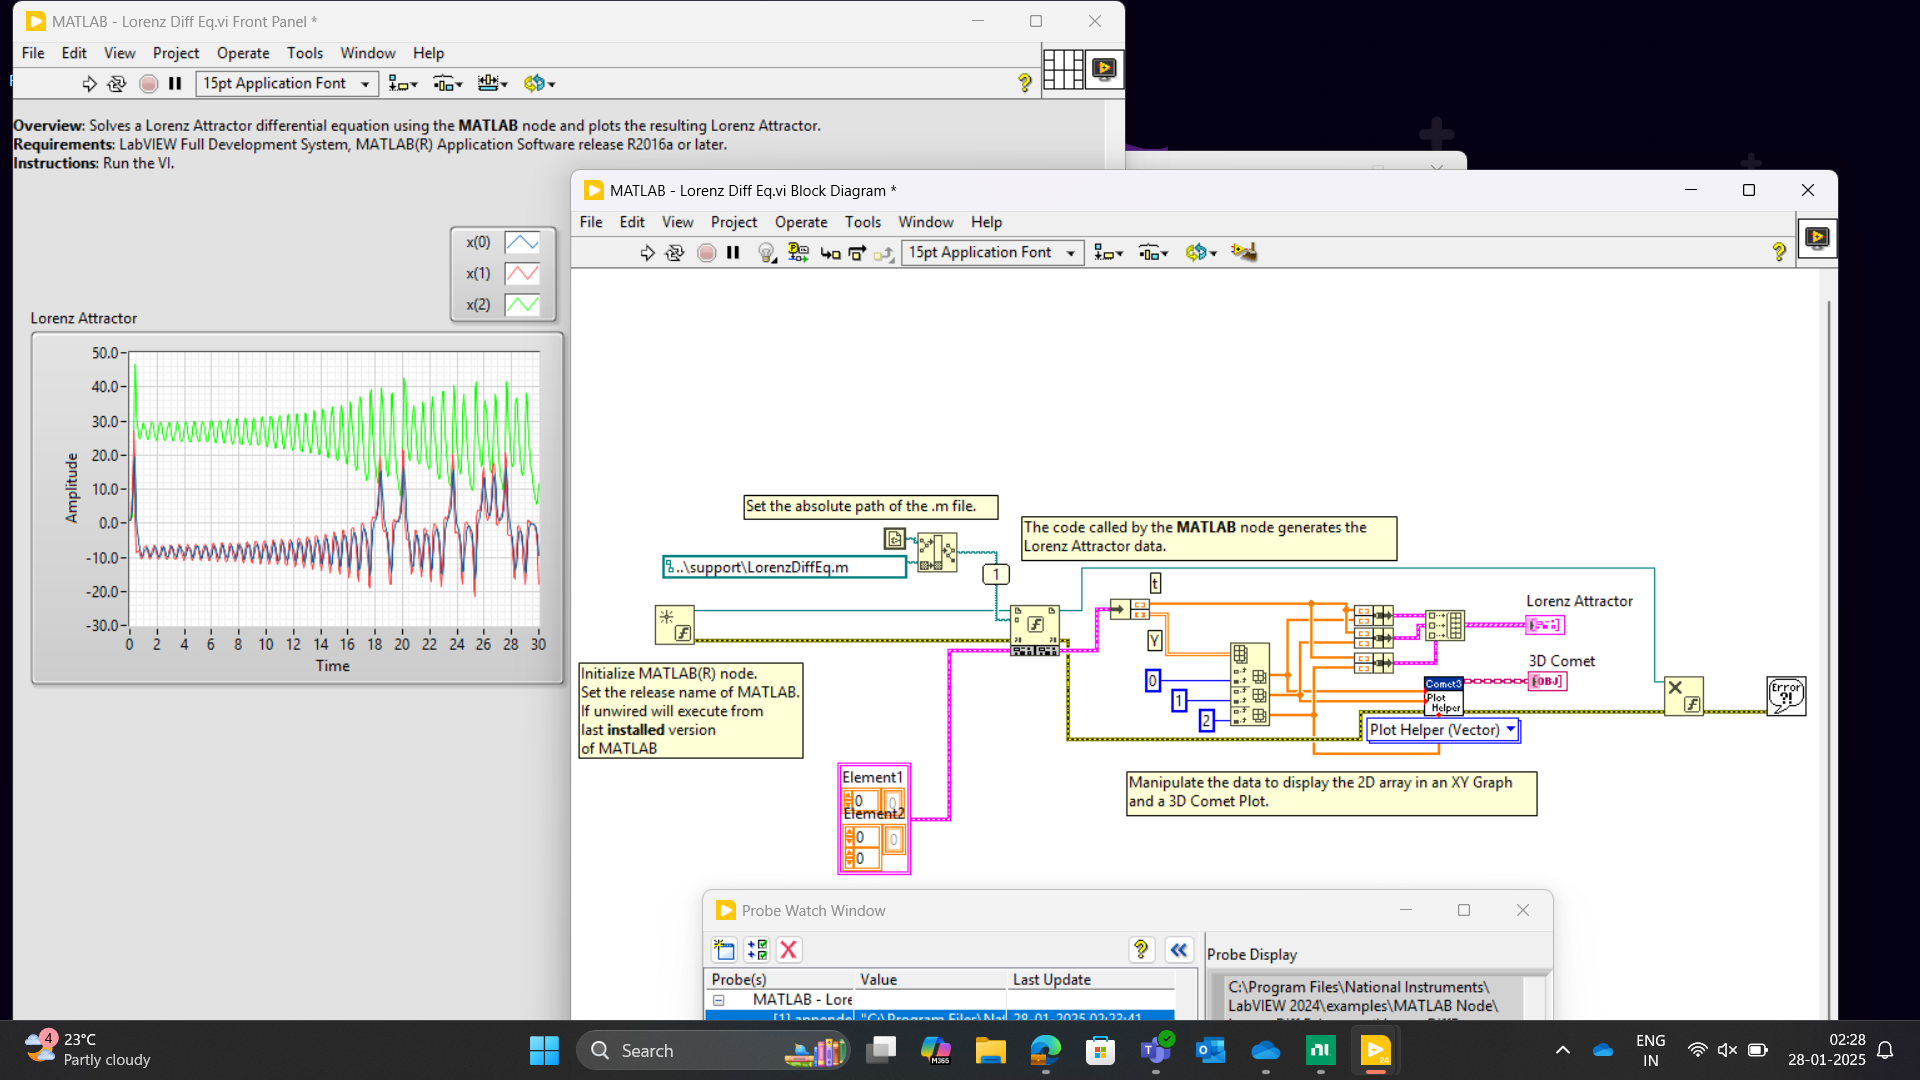 MATLAB - Lorenz Diff Eq.vi Front Panel *
File Edit View Project Operate Tools Window Help
15pt Application Font
Overview: Solves a Lorenz Attractor differential equation using the MATLAB node and plots the resulting Lorenz Attractor.
Requirements: LabVIEW Full Development System, MATLAB(R) Application Software release R2016a or later.
Instructions: Run the VI.
x(0)
x(1)
x(2)
Lorenz Attractor
50.0
40.0
30.0
20.0
10.0
0.0
-10.0
-20.0
-30.0
Amplitude
0 2 4 6 8 10 12 14 16 18 20 22 24 26 28 30
Time
MATLAB - Lorenz Diff Eq.vi Block Diagram *
File Edit View Project Operate Tools Window Help
15pt Application Font
Set the absolute path of the .m file.
The code called by the MATLAB node generates the
Lorenz Attractor data.
..\support\LorenzDiffEq.m
1
t
Y
0
1
2
Lorenz Attractor
3D Comet
[OBJ]
Comet3
Plot
Helper
Plot Helper (Vector)
Error
?!
Initialize MATLAB(R) node.
Set the release name of MATLAB.
If unwired will execute from
last installed version
of MATLAB
Element1
0 0
Element2
0 0
0
Manipulate the data to display the 2D array in an XY Graph
and a 3D Comet Plot.
Probe Watch Window
Probe(s) Value Last Update
MATLAB - Lore
[1] appende "C:\Program Files\Nat 28-01-2025 02:23:41
Probe Display
C:\Program Files\National Instruments\
LabVIEW 2024\examples\MATLAB Node\
4
23°C
Partly cloudy
Search
M365
ENG
IN
02:28
28-01-2025